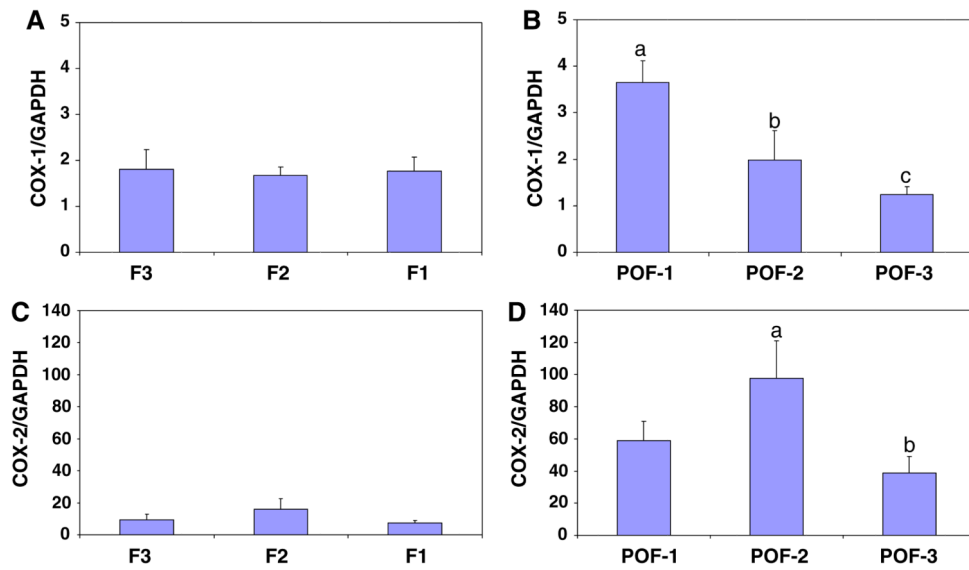 A
COX-1/GAPDH
5
4
3
2
1
0
F3 F2 F1
B
COX-1/GAPDH
5
4
3
2
1
0
a
b
c
POF-1 POF-2 POF-3
C
COX-2/GAPDH
140
120
100
80
60
40
20
0
F3 F2 F1
D
COX-2/GAPDH
140
120
100
80
60
40
20
0
a
b
POF-1 POF-2 POF-3